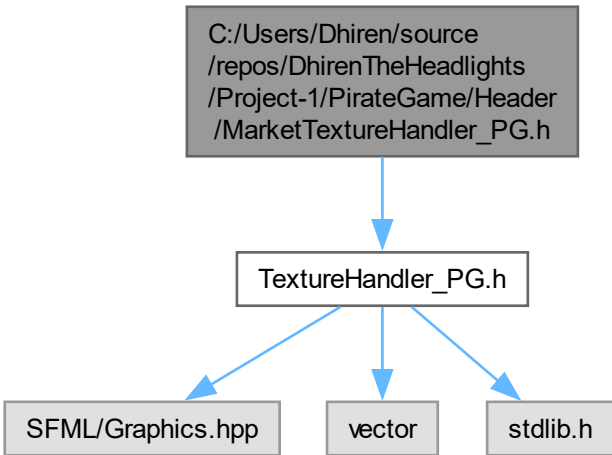 C:/Users/Dhiren/source
/repos/DhirenTheHeadlights
/Project-1/PirateGame/Header
/MarketTextureHandler_PG.h
TextureHandler_PG.h
SFML/Graphics.hpp
vector
stdlib.h